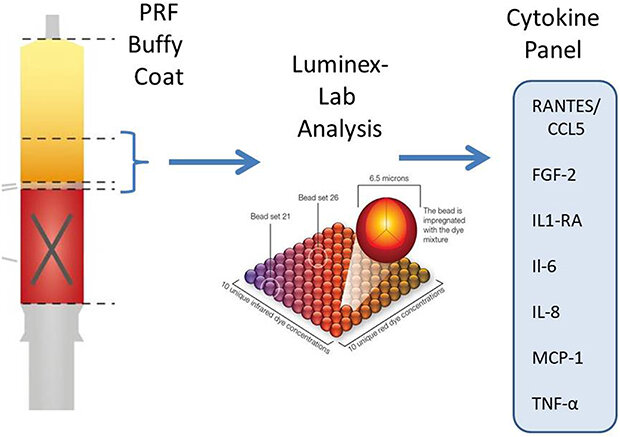 PRF
Buffy
Coat
Luminex-
Lab
Analysis
Cytokine
Panel
RANTES/
CCL5
FGF-2
IL1-RA
Il-6
IL-8
MCP-1
TNF-α
6.5 microns
Bead set 26
Bead set 21
The bead is
impregnated
with the dye
mixture
10 unique infrared dye concentrations
10 unique red dye concentrations